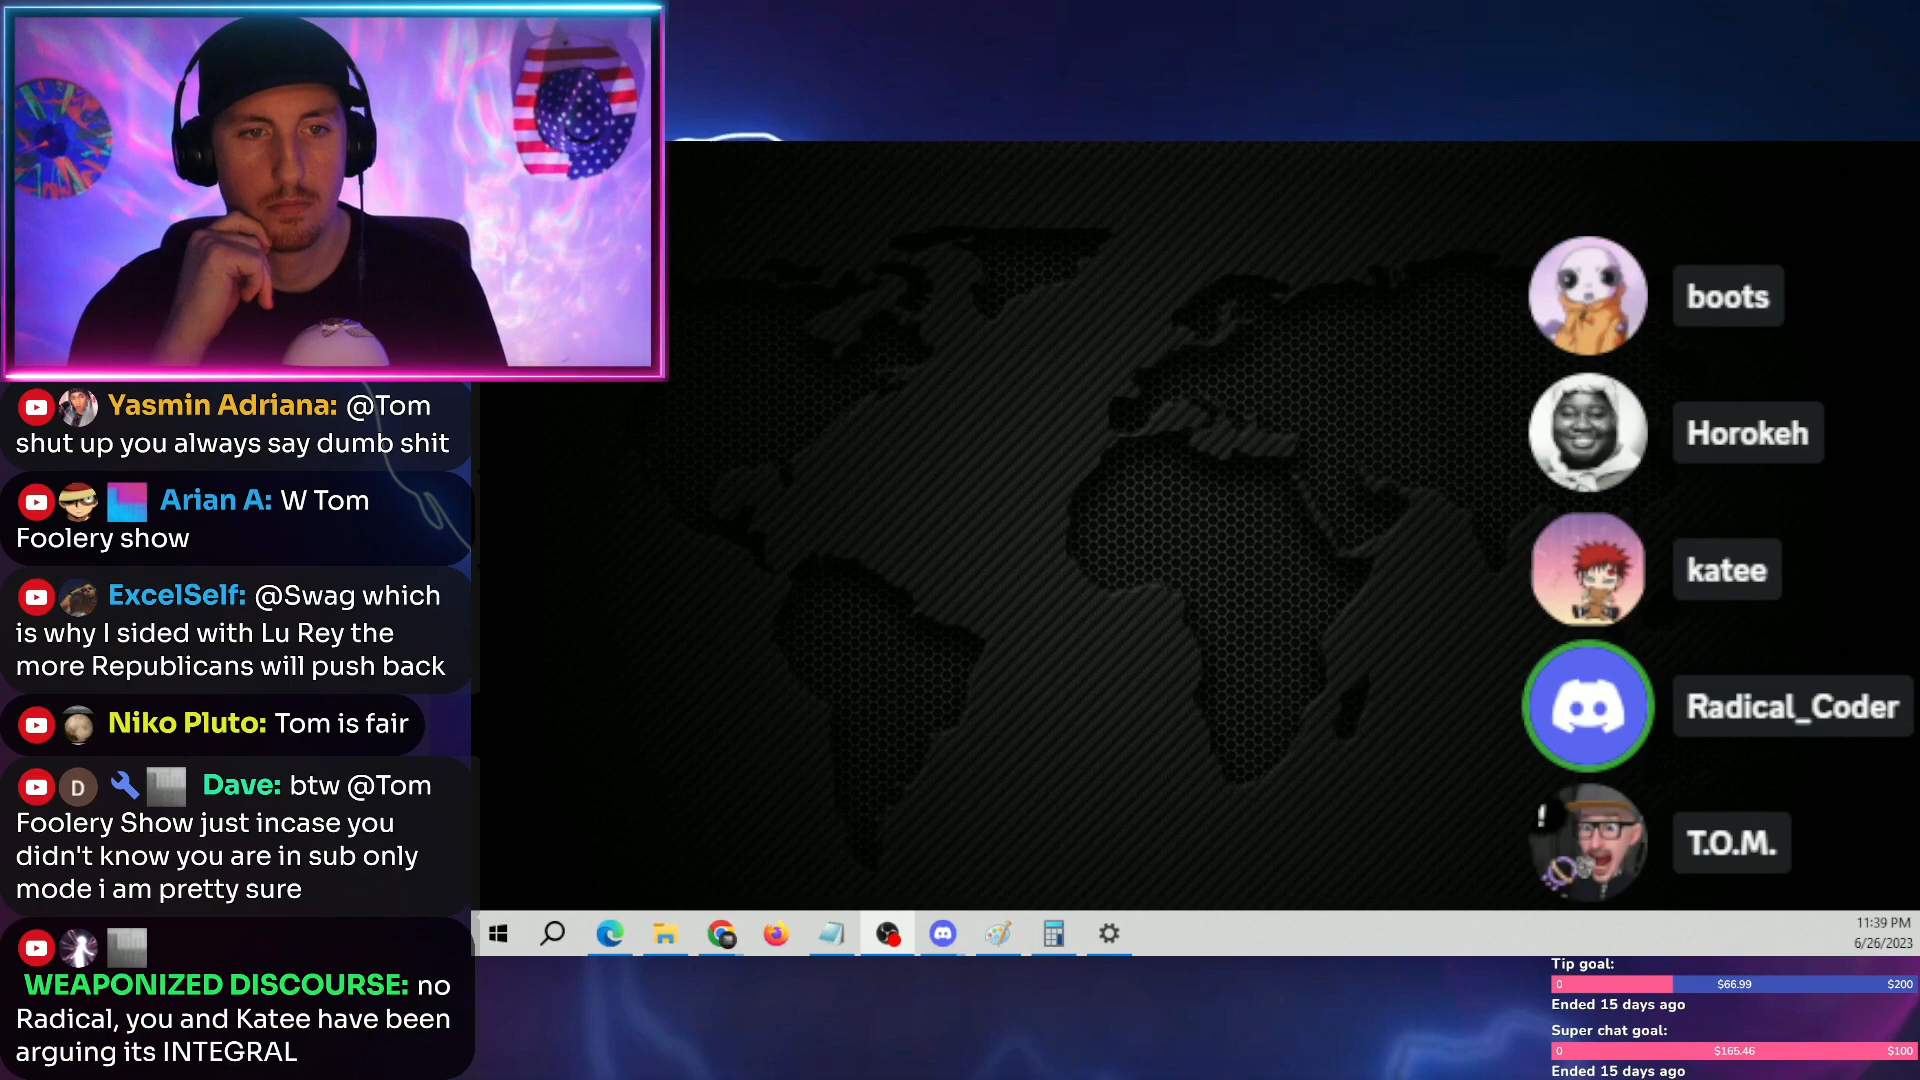 Yasmin Adriana: @Tom
shut up you always say dumb shit
Arian A: W Tom
Foolery show
ExcelSelf: @Swag which
is why I sided with Lu Rey the
more Republicans will push back
Niko Pluto: Tom is fair
D Dave: btw @Tom
Foolery Show just incase you
didn't know you are in sub only
mode i am pretty sure
WEAPONIZED DISCOURSE: no
Radical, you and Katee have been
arguing its INTEGRAL
boots
Horokeh
katee
Radical_Coder
!
T.O.M.
11:39 PM
6/26/2023
Tip goal:
0 $66.99 $200
Ended 15 days ago
Super chat goal:
0 $165.46 $100
Ended 15 days ago